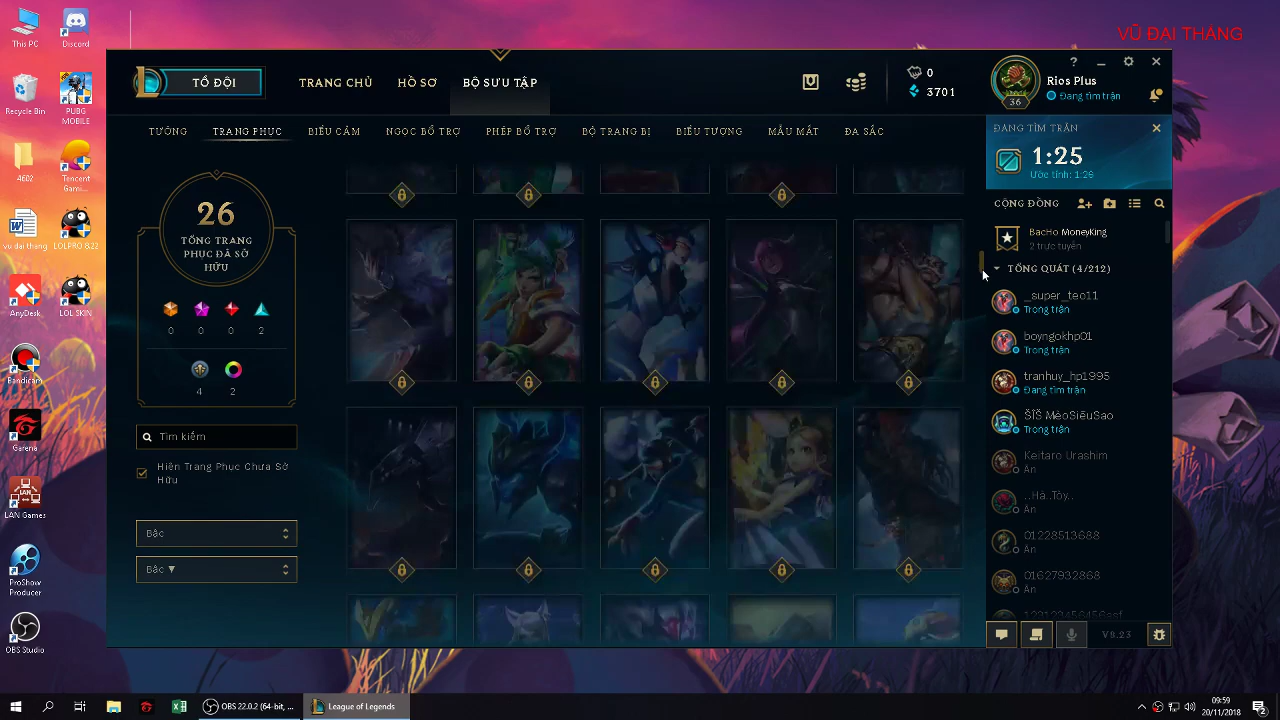 VŨ ĐẠI THẮNG
This PC
Discord
Recycle Bin
PUBG
MOBILE
4602
Tencent
Gami...
vu dai thang
LOLPRO 8.22
AnyDesk
LOL SKIN
Bandicam
Garena
LAN Games
ProShow
Producer
OBS Studio
TỔ ĐỘI
TRANG CHỦ
HỒ SƠ
BỘ SƯU TẬP
0
3701
?
36
Rios Plus
Đang tìm trận
TƯỚNG
TRANG PHỤC
BIỂU CẢM
NGỌC BỔ TRỢ
PHÉP BỔ TRỢ
BỘ TRANG BỊ
BIỂU TƯỢNG
MẪU MẮT
ĐA SẮC
26
TỔNG TRANG
PHỤC ĐÃ SỞ
HỮU
0
0
0
2
4
2
Tìm kiếm
Hiện Trang Phục Chưa Sở
Hữu
Bậc
Bậc ▼
ĐANG TÌM TRẬN
1:25
Ước tính: 1:26
CỘNG ĐỒNG
BacHo MoneyKing
2 trực tuyến
TỔNG QUÁT (4/212)
_super_teo11
Trong trận
boyngokhp01
Trong trận
tranhuy_hp1995
Đang tìm trận
ŠĨŠ MèoSiêuSao
Trong trận
Keitaro Urashim
Ẩn
..Hà..Tây..
Ẩn
01228513688
Ẩn
01627932868
Ẩn
V8.23
OBS 22.0.2 (64-bit, ...
League of Legends
09:59
20/11/2018
2